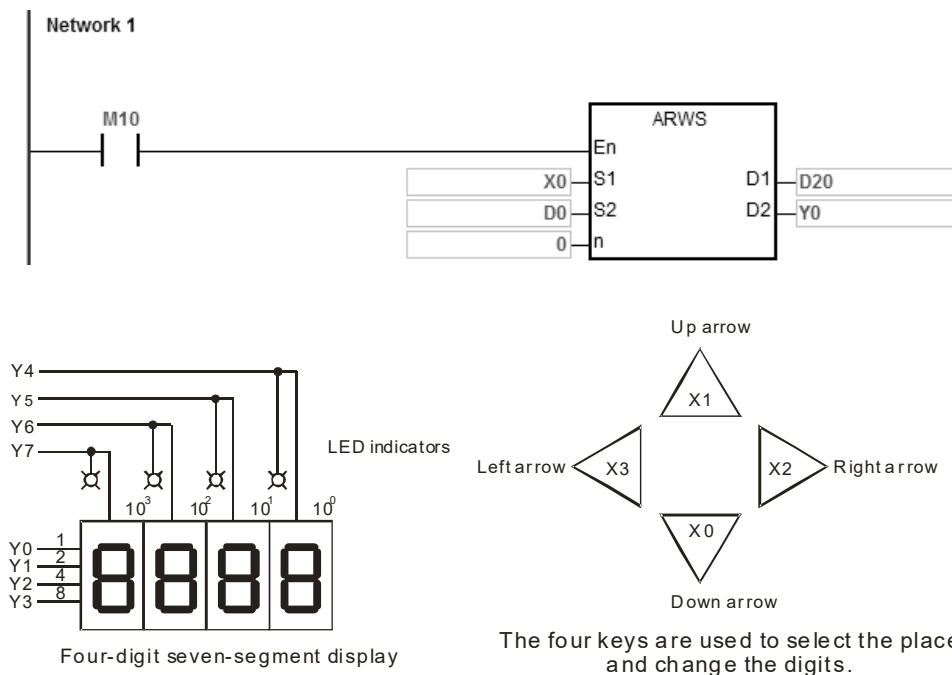 Network 1
M10
ARWS
En
X0 S1 D1 D20
D0 S2 D2 Y0
0 n
Up arrow
Y4
Y5
Y6
Y7
LED indicators
X1
Left arrow X3 X2 Right arrow
10³ 10² 10¹ 10⁰
X0
Y0 1
Y1 2
Y2 4
Y3 8
Down arrow
Four-digit seven-segment display
The four keys are used to select the place
and change the digits.